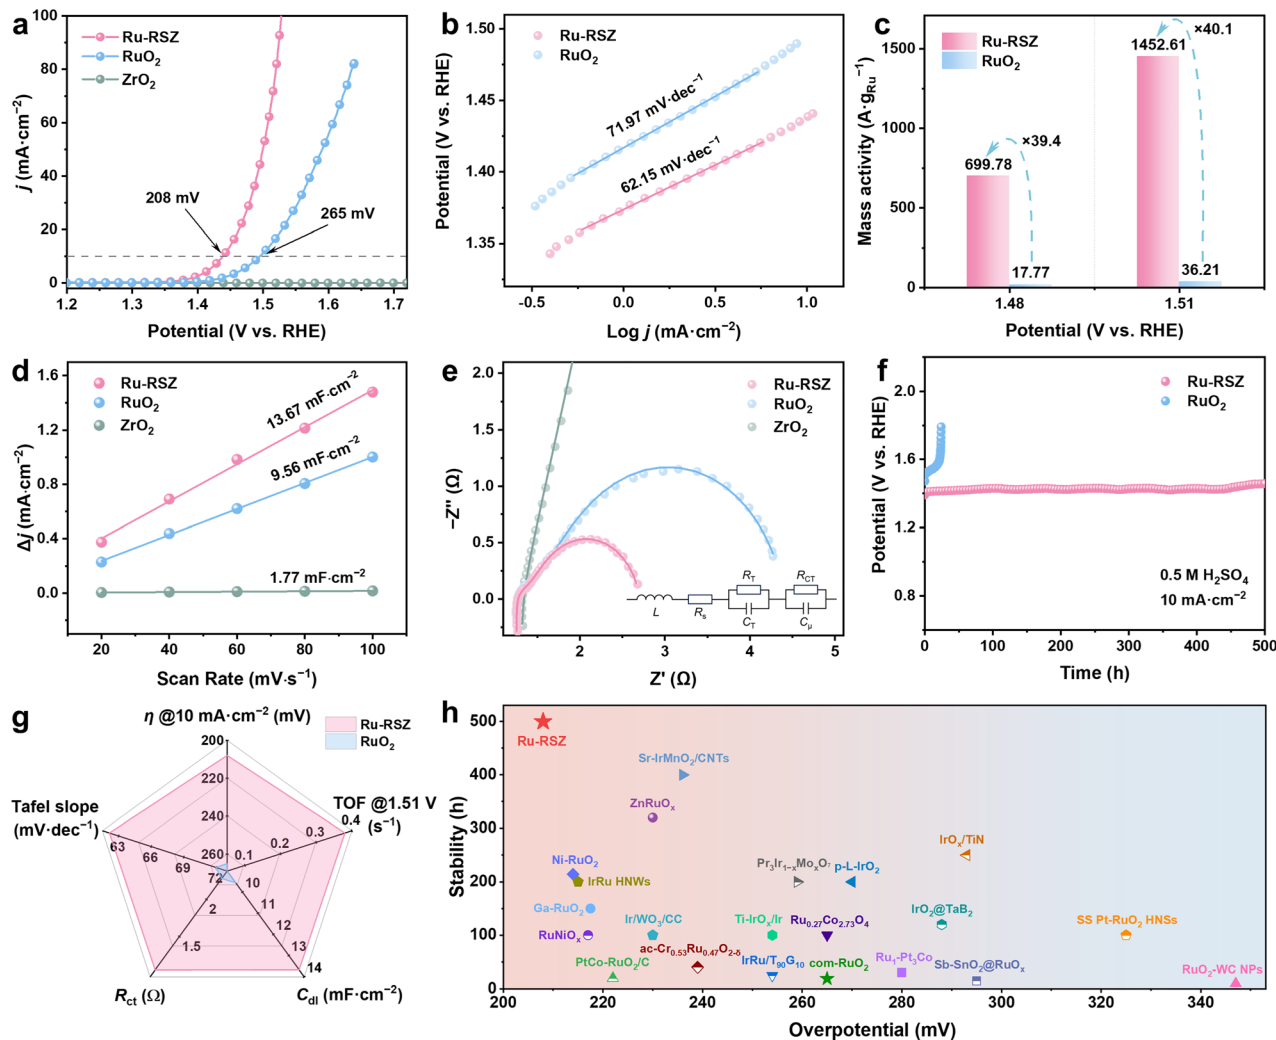 a
Ru-RSZ
RuO₂
ZrO₂
208 mV
265 mV
100
80
60
40
20
0
1.2 1.3 1.4 1.5 1.6 1.7
j (mA·cm⁻²)
Potential (V vs. RHE)
b
Ru-RSZ
RuO₂
71.97 mV·dec⁻¹
62.15 mV·dec⁻¹
1.50
1.45
1.40
1.35
-0.5 0.0 0.5 1.0
Potential (V vs. RHE)
Log j (mA·cm⁻²)
c
Ru-RSZ
RuO₂
1452.61
×40.1
699.78
×39.4
17.77
36.21
1500
1000
500
0
1.48 1.51
Mass activity (A·gRu⁻¹)
Potential (V vs. RHE)
d
Ru-RSZ
RuO₂
ZrO₂
13.67 mF·cm⁻²
9.56 mF·cm⁻²
1.77 mF·cm⁻²
1.6
1.2
0.8
0.4
0.0
20 40 60 80 100
Δj (mA·cm⁻²)
Scan Rate (mV·s⁻¹)
e
Ru-RSZ
RuO₂
ZrO₂
2.0
1.5
1.0
0.5
0.0
2 3 4 5
−Z'' (Ω)
Z' (Ω)
L
Rs
RT
CT
RCT
Cμ
f
Ru-RSZ
RuO₂
2.0
1.6
1.2
0.8
0 100 200 300 400 500
0.5 M H₂SO₄
10 mA·cm⁻²
Potential (V vs. RHE)
Time (h)
g
η @10 mA·cm⁻² (mV)
Ru-RSZ
RuO₂
200
220
240
260
TOF @1.51 V
(s⁻¹)
0.1 0.2 0.3 0.4
Tafel slope
(mV·dec⁻¹)
63 66 69 72
10 11 12 13 14
2
1.5
Rct (Ω)
Cdl (mF·cm⁻²)
h
500
400
300
200
100
0
200 220 240 260 280 300 320 340
Stability (h)
Overpotential (mV)
Ru-RSZ
Sr-IrMnO₂/CNTs
ZnRuOₓ
IrOₓ/TiN
Ni-RuO₂
IrRu HNWs
Pr₃Ir₁₋ₓMoₓO₇
p-L-IrO₂
Ga-RuO₂
RuNiOₓ
Ir/WO₃/CC
Ti-IrOₓ/Ir
Ru₀.₂₇Co₂.₇₃O₄
IrO₂@TaB₂
SS Pt-RuO₂ HNSs
PtCo-RuO₂/C
ac-Cr₀.₅₃Ru₀.₄₇O₂₋δ
IrRu/T₉₀G₁₀
com-RuO₂
Ru₁-Pt₃Co
Sb-SnO₂@RuOₓ
RuO₂-WC NPs